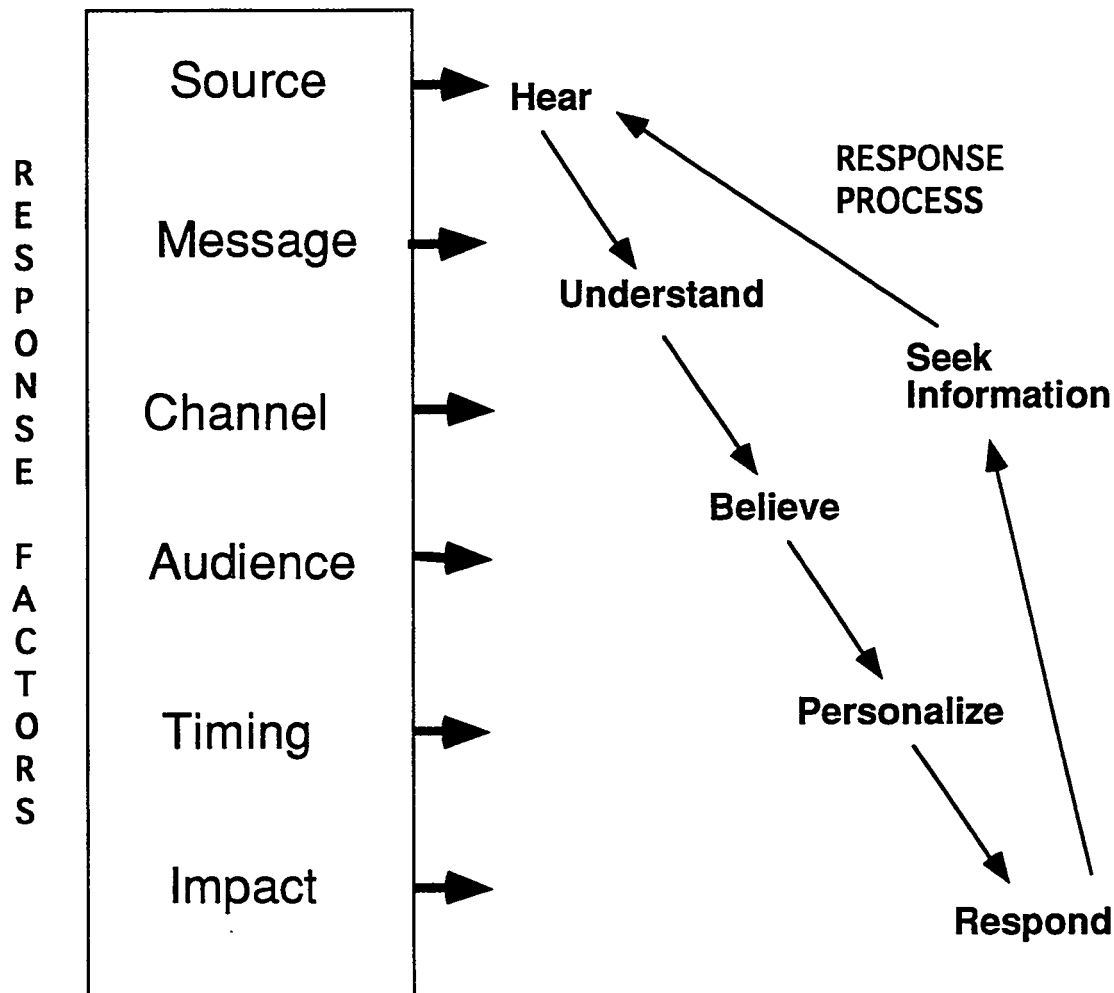 RESPONSE FACTORS
Source
Message
Channel
Audience
Timing
Impact
RESPONSE
PROCESS
Hear
Understand
Believe
Personalize
Respond
Seek
Information